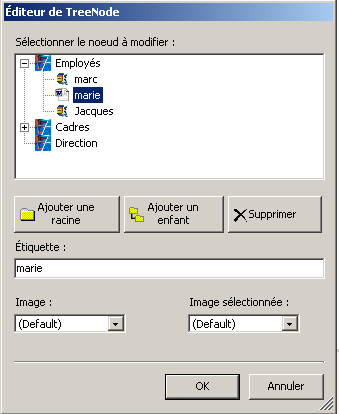 Éditeur de TreeNode
Sélectionner le noeud à modifier :
Employés
marc
marie
Jacques
Cadres
Direction
Ajouter une
racine
Ajouter un
enfant
Supprimer
Étiquette :
marie
Image :
Image sélectionnée :
(Default)
(Default)
OK
Annuler